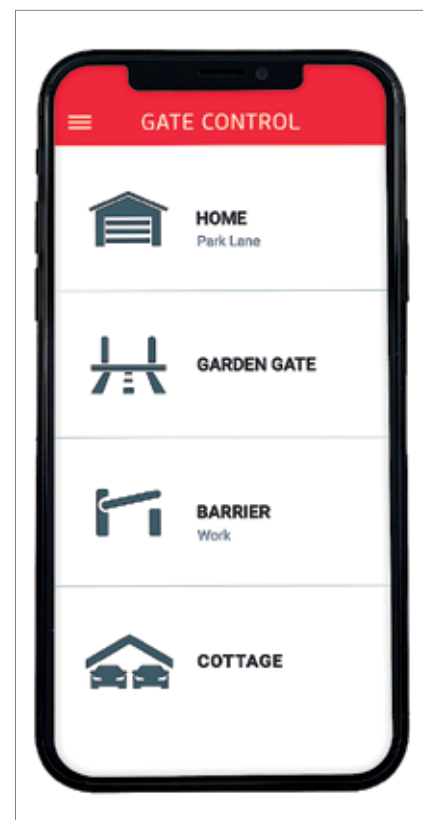 GATE CONTROL
HOME
Park Lane
GARDEN GATE
BARRIER
Work
COTTAGE